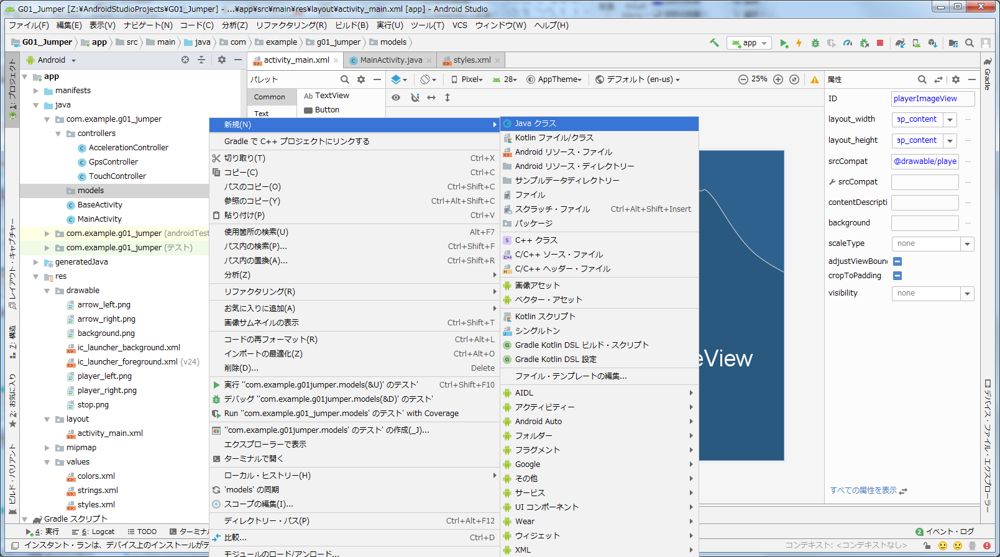 G01_Jumper [Z:¥AndroidStudioProjects¥G01_Jumper] - ...¥app¥src¥main¥res¥layout¥activity_main.xml [app] - Android Studio
ファイル(F) 編集(E) 表示(V) ナビゲート(N) コード(C) 分析(Z) リファクタリング(R) ビルド(B) 実行(U) ツール(T) VCS ウィンドウ(W) ヘルプ(H)
G01_Jumper app src main java com example g01_jumper models
app
1: プロジェクト
レイアウト・キャプチャー
7: 構造
2: お気に入り
ビルド・バリアント
Android
app
manifests
java
com.example.g01_jumper
controllers
AccelerationController
GpsController
TouchController
models
BaseActivity
MainActivity
com.example.g01_jumper (androidTest
com.example.g01_jumper (テスト)
generatedJava
res
drawable
arrow_left.png
arrow_right.png
background.png
ic_launcher_background.xml
ic_launcher_foreground.xml (v24)
player_left.png
player_right.png
stop.png
layout
activity_main.xml
mipmap
values
colors.xml
strings.xml
styles.xml
Gradle スクリプト
activity_main.xml MainActivity.java styles.xml
パレット
Common
Text
Ab TextView
Button
Pixel 28 AppTheme デフォルト (en-us) 25%
新規(N)
Gradle で C++ プロジェクトにリンクする
切り取り(T) Ctrl+X
コピー(C) Ctrl+C
パスのコピー(O) Ctrl+Shift+C
参照のコピー(Y) Ctrl+Alt+Shift+C
貼り付け(P) Ctrl+V
使用箇所の検索(U) Alt+F7
パス内の検索(P)... Ctrl+Shift+F
パス内の置換(A)... Ctrl+Shift+R
分析(Z)
リファクタリング(R)
お気に入りに追加(A)
画像サムネイルの表示 Ctrl+Shift+T
コードの再フォーマット(R) Ctrl+Alt+L
インポートの最適化(Z) Ctrl+Alt+O
削除(D)... Delete
実行 ''com.example.g01jumper.models(&U)' のテスト' Ctrl+Shift+F10
デバッグ ''com.example.g01jumper.models(&D)' のテスト'
Run ''com.example.g01_jumper.models' のテスト' with Coverage
''com.example.g01jumper.models' のテスト' の作成(_J)...
エクスプローラーで表示
ターミナルで開く
ローカル・ヒストリー(H)
'models' の同期
スコープの編集(I)...
ディレクトリー・パス(P) Ctrl+Alt+F12
比較... Ctrl+D
モジュールのロード/アンロード...
Java クラス
Kotlin ファイル/クラス
Android リソース・ファイル
Android リソース・ディレクトリー
サンプルデータディレクトリー
ファイル
スクラッチ・ファイル Ctrl+Alt+Shift+Insert
パッケージ
C++ クラス
C/C++ ソース・ファイル
C/C++ ヘッダー・ファイル
画像アセット
ベクター・アセット
Kotlin スクリプト
シングルトン
Gradle Kotlin DSL ビルド・スクリプト
Gradle Kotlin DSL 設定
ファイル・テンプレートの編集...
AIDL
アクティビティー
Android Auto
フォルダー
フラグメント
Google
その他
サービス
UI コンポーネント
Wear
ウィジェット
XML
eView
属性
ID playerImageView
layout_width ap_content
layout_height ap_content
srcCompat @drawable/playe
srcCompat
contentDescripti
background
scaleType none
adjustViewBoun
cropToPadding
visibility none
すべての属性を表示
Gradle
デバイス・ファイル・エクスプローラー
4: 実行 6: Logcat TODO ターミナル
2 イベント・ログ
インスタント・ランは、デバイス上のインストールがデ
コンテキスト: <コンテキストなし>